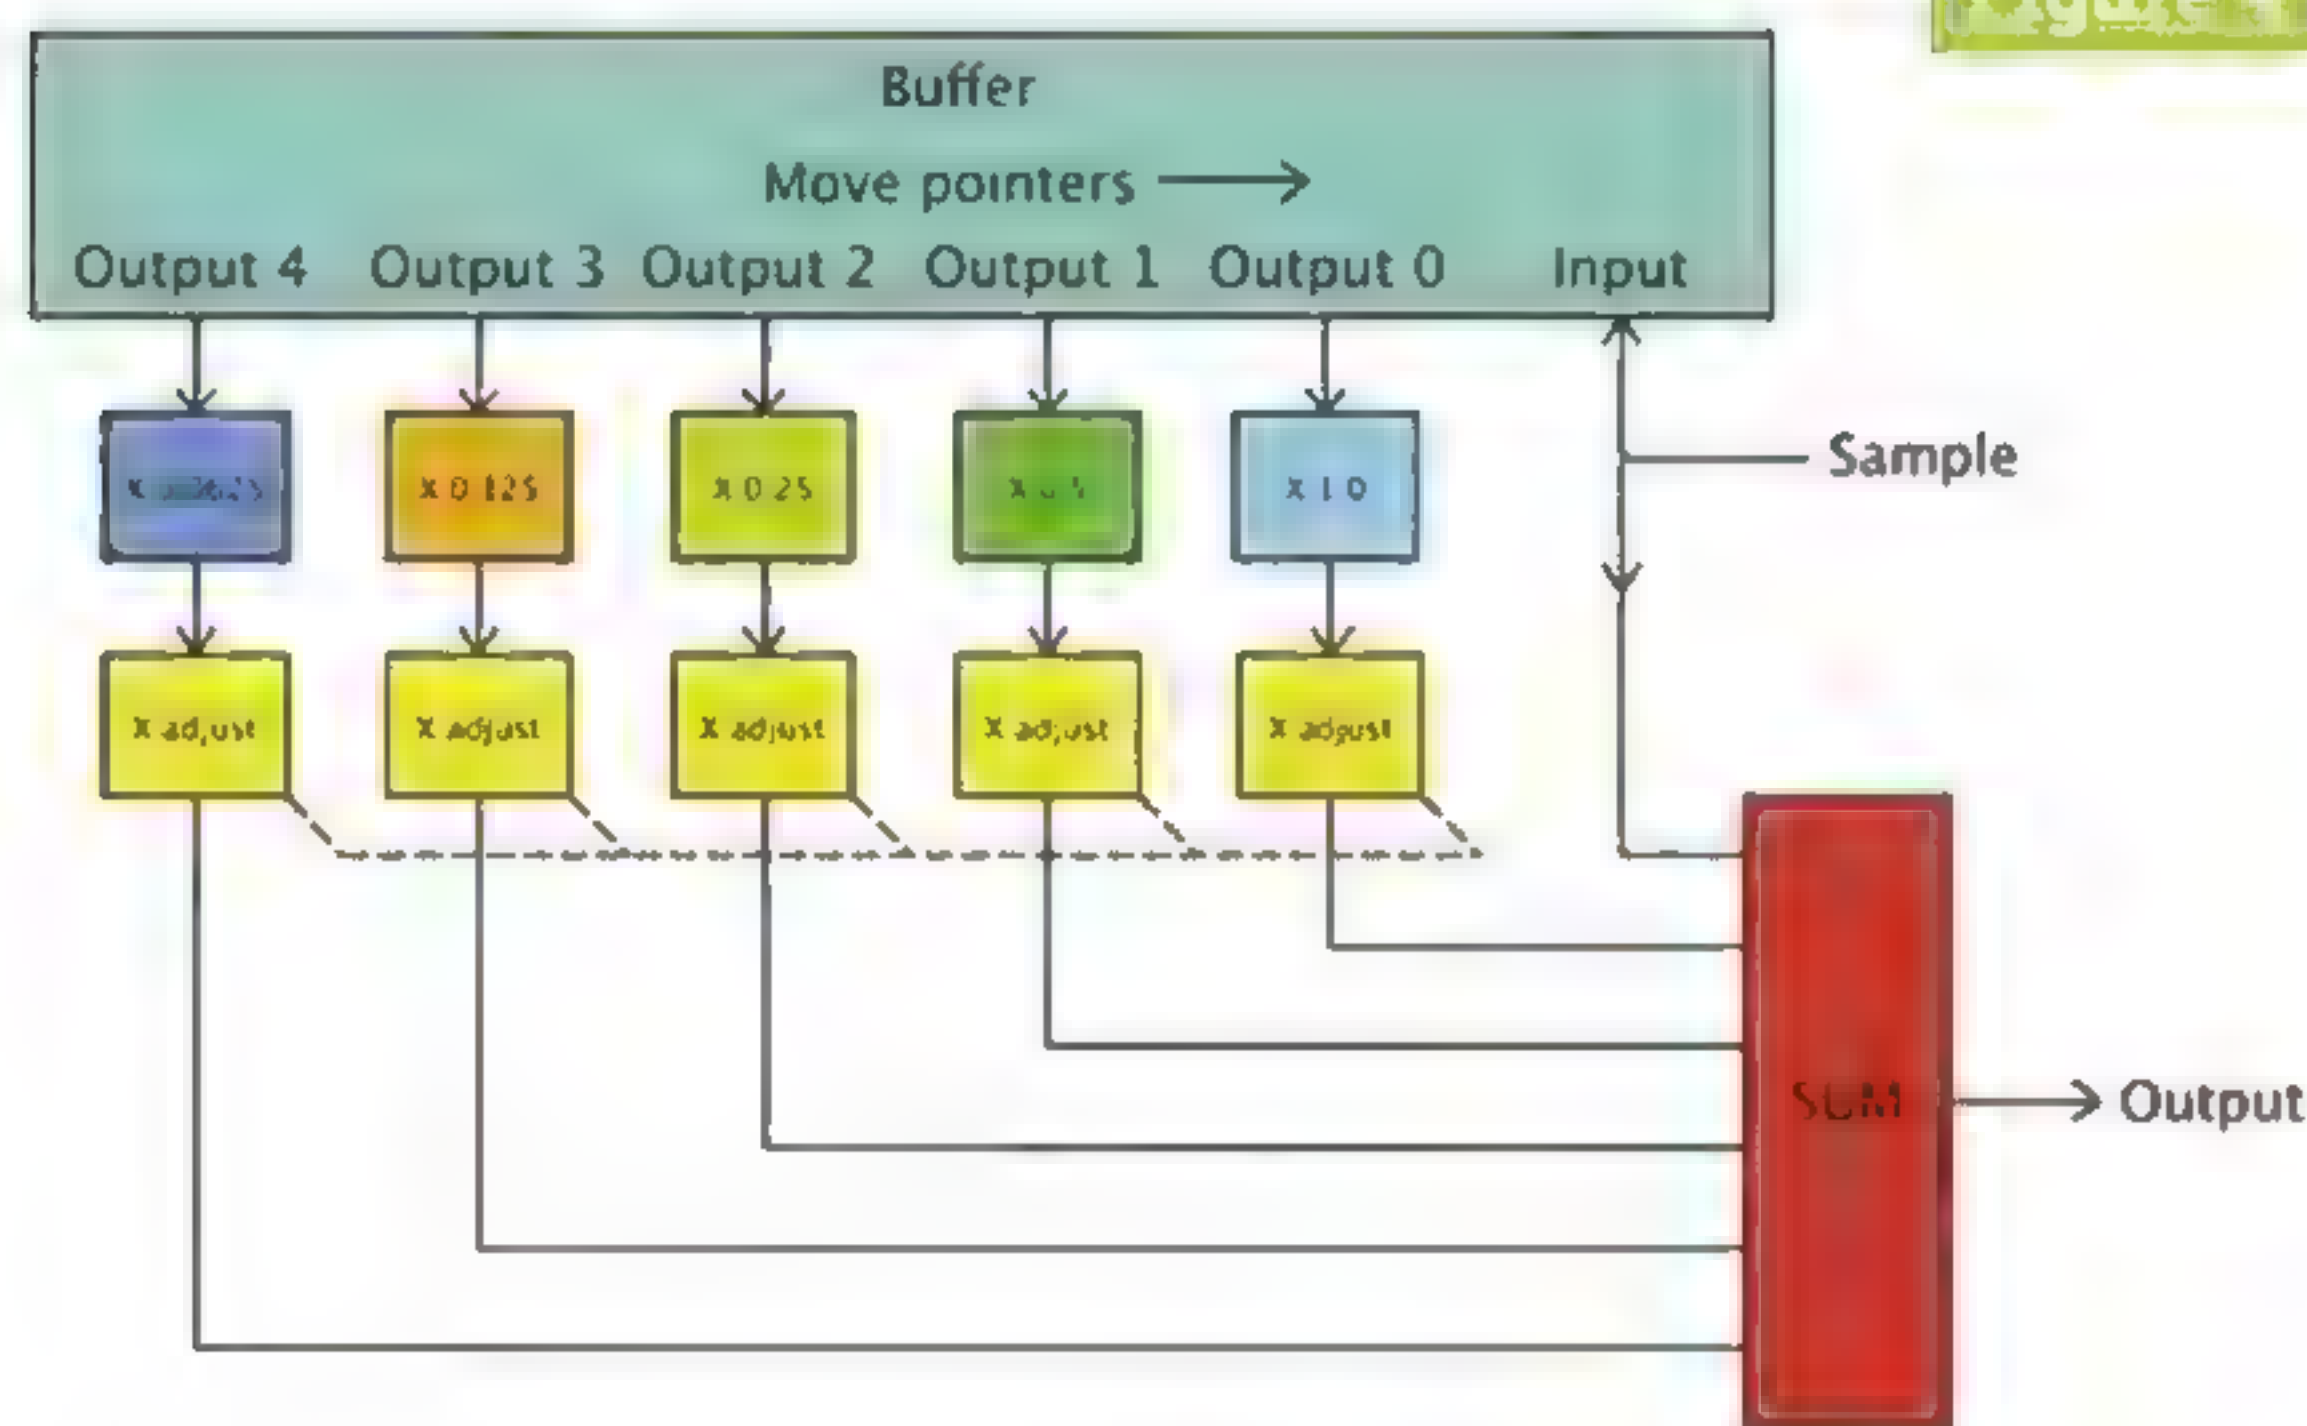 Buffer
Move pointers
Output 4 Output 3 Output 2 Output 1 Output 0 Input
X 0.125 X 0 25 X 1 0
Sample
X adjust X adjust X adjust X adjust X adjust
SUM
Output